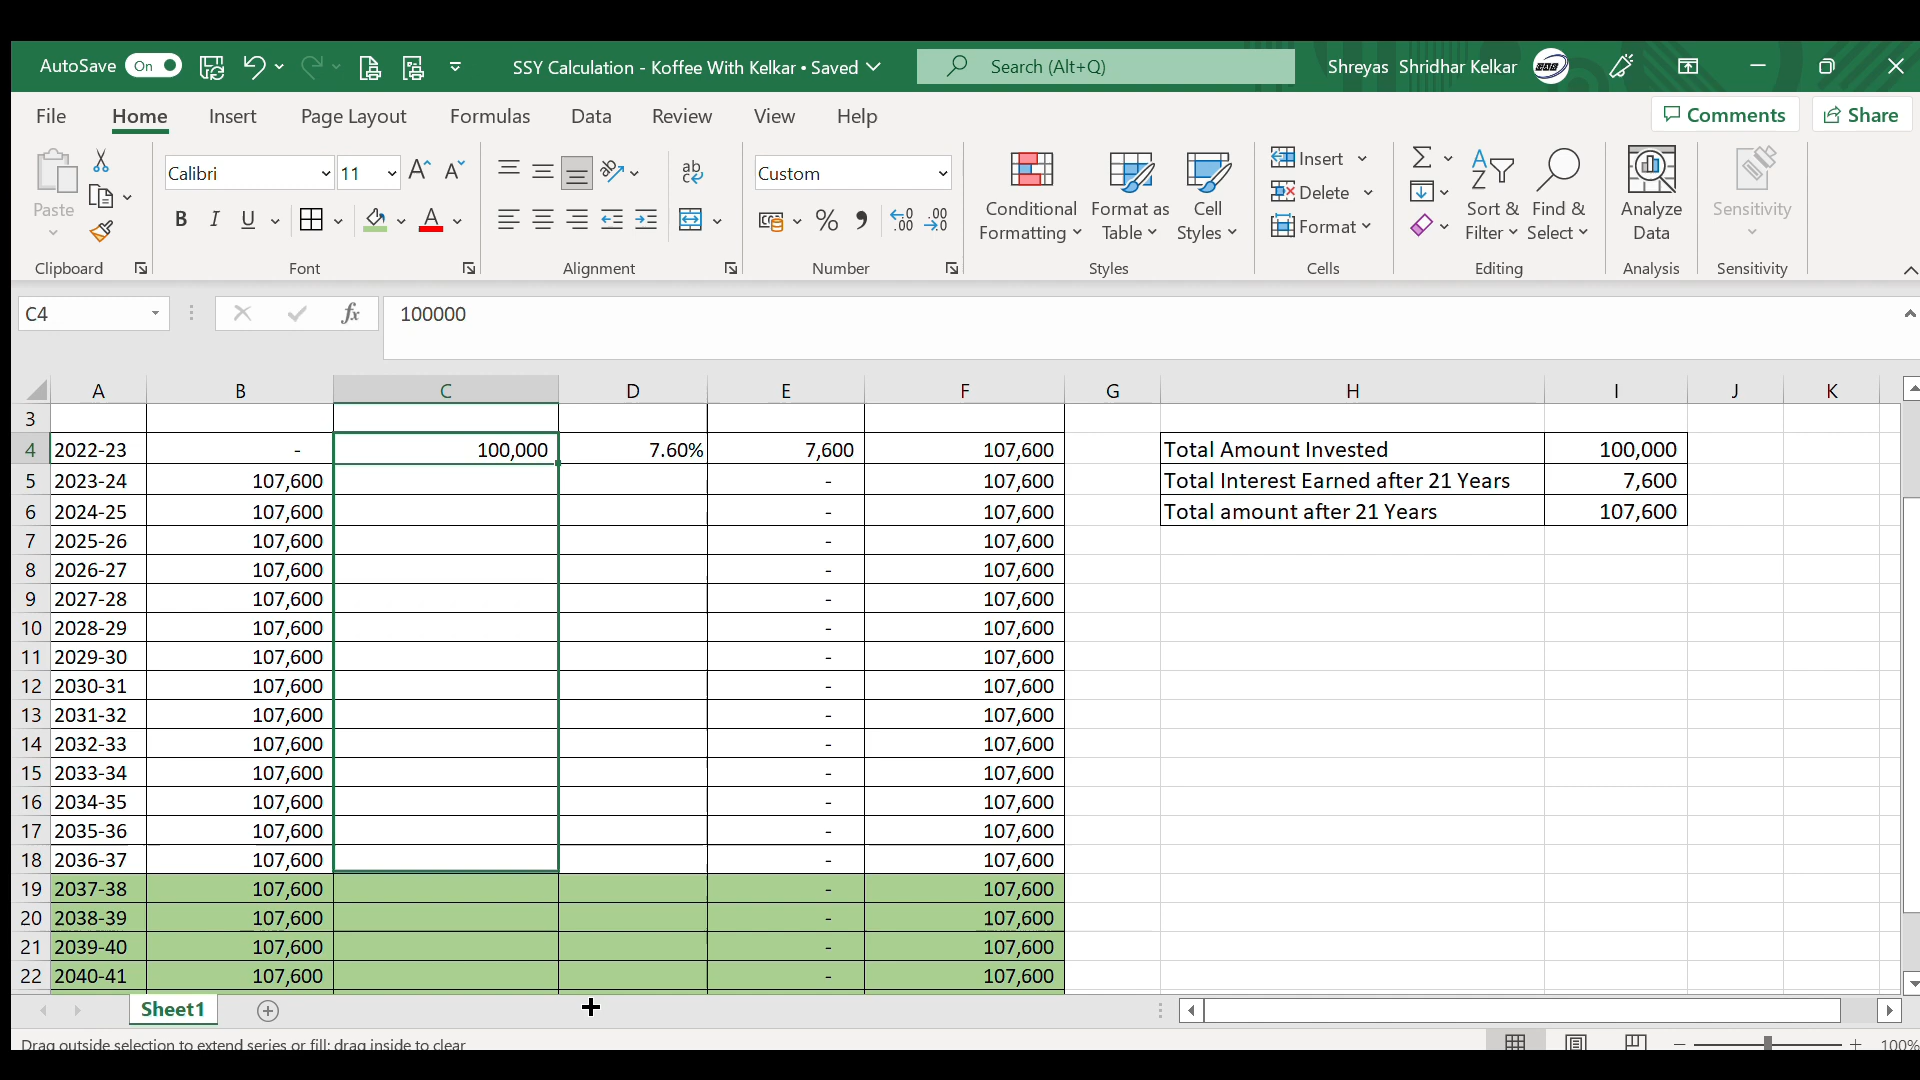 AutoSave On SSY Calculation - Koffee With Kelkar • Saved Search (Alt+Q) Shreyas Shridhar Kelkar
File Home Insert Page Layout Formulas Data Review View Help Comments Share
Paste Calibri 11 Custom Conditional Formatting Format as Table Cell Styles Insert Delete Format Sort & Filter Find & Select Analyze Data Sensitivity
Clipboard Font Alignment Number Styles Cells Editing Analysis Sensitivity
C4 fx 100000
A B C D E F G H I J K
3
4 2022-23 - 100,000 7.60% 7,600 107,600 Total Amount Invested 100,000
5 2023-24 107,600 - 107,600 Total Interest Earned after 21 Years 7,600
6 2024-25 107,600 - 107,600 Total amount after 21 Years 107,600
7 2025-26 107,600 - 107,600
8 2026-27 107,600 - 107,600
9 2027-28 107,600 - 107,600
10 2028-29 107,600 - 107,600
11 2029-30 107,600 - 107,600
12 2030-31 107,600 - 107,600
13 2031-32 107,600 - 107,600
14 2032-33 107,600 - 107,600
15 2033-34 107,600 - 107,600
16 2034-35 107,600 - 107,600
17 2035-36 107,600 - 107,600
18 2036-37 107,600 - 107,600
19 2037-38 107,600 - 107,600
20 2038-39 107,600 - 107,600
21 2039-40 107,600 - 107,600
22 2040-41 107,600 - 107,600
Sheet1
Drag outside selection to extend series or fill; drag inside to clear 100%